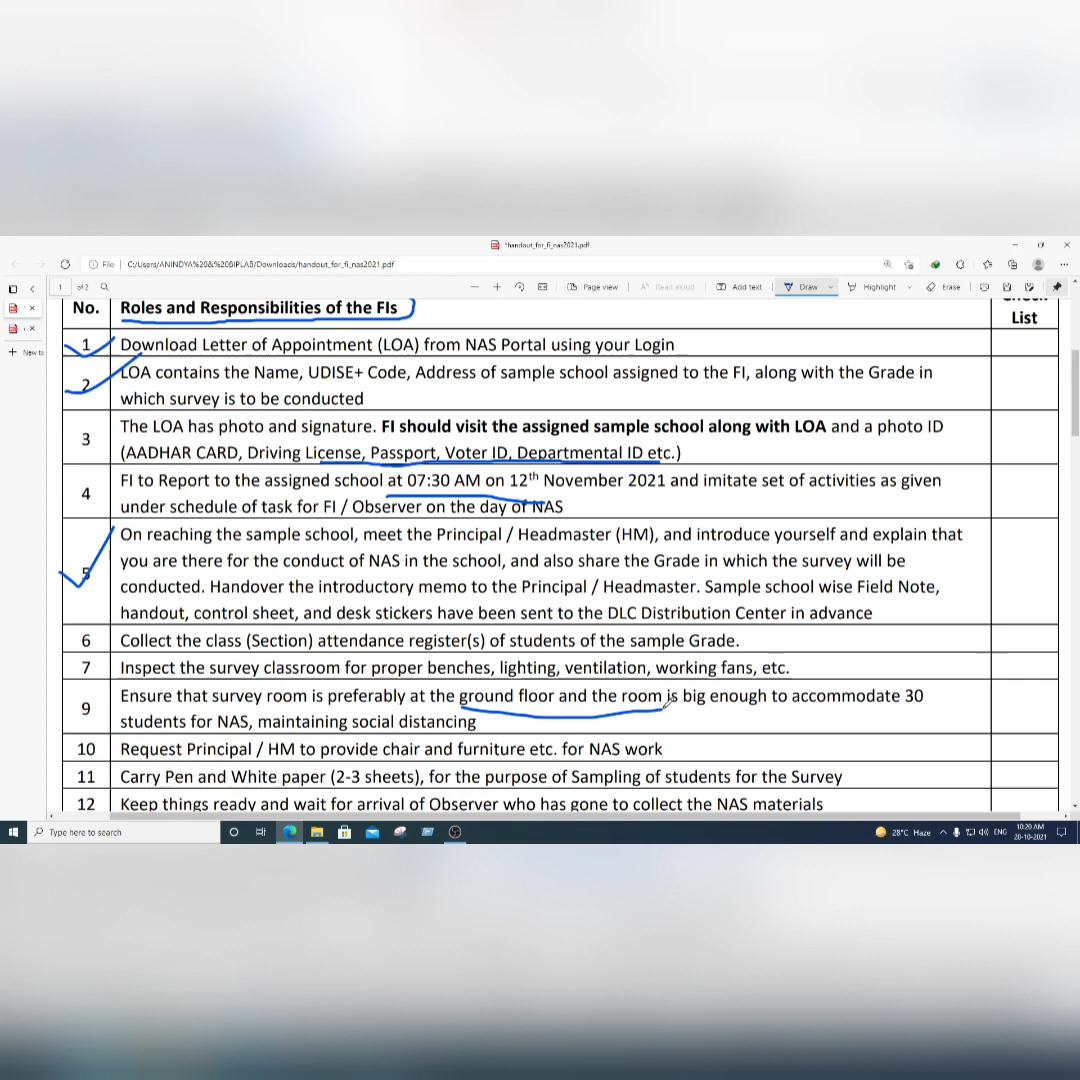 *handout_for_fi_nas2021.pdf
File | C:/Users/ANINDYA%20&%20BIPLAB/Downloads/handout_for_fi_nas2021.pdf
1 of 2 Page view Read aloud Add text Draw Highlight Erase
No. Roles and Responsibilities of the FIs List
1 Download Letter of Appointment (LOA) from NAS Portal using your Login
2 LOA contains the Name, UDISE+ Code, Address of sample school assigned to the FI, along with the Grade in
which survey is to be conducted
3 The LOA has photo and signature. FI should visit the assigned sample school along with LOA and a photo ID
(AADHAR CARD, Driving License, Passport, Voter ID, Departmental ID etc.)
4 FI to Report to the assigned school at 07:30 AM on 12th November 2021 and imitate set of activities as given
under schedule of task for FI / Observer on the day of NAS
5 On reaching the sample school, meet the Principal / Headmaster (HM), and introduce yourself and explain that
you are there for the conduct of NAS in the school, and also share the Grade in which the survey will be
conducted. Handover the introductory memo to the Principal / Headmaster. Sample school wise Field Note,
handout, control sheet, and desk stickers have been sent to the DLC Distribution Center in advance
6 Collect the class (Section) attendance register(s) of students of the sample Grade.
7 Inspect the survey classroom for proper benches, lighting, ventilation, working fans, etc.
9 Ensure that survey room is preferably at the ground floor and the room is big enough to accommodate 30
students for NAS, maintaining social distancing
10 Request Principal / HM to provide chair and furniture etc. for NAS work
11 Carry Pen and White paper (2-3 sheets), for the purpose of Sampling of students for the Survey
12 Keep things ready and wait for arrival of Observer who has gone to collect the NAS materials
Type here to search
28°C Haze ENG 10:20 AM
20-10-2021